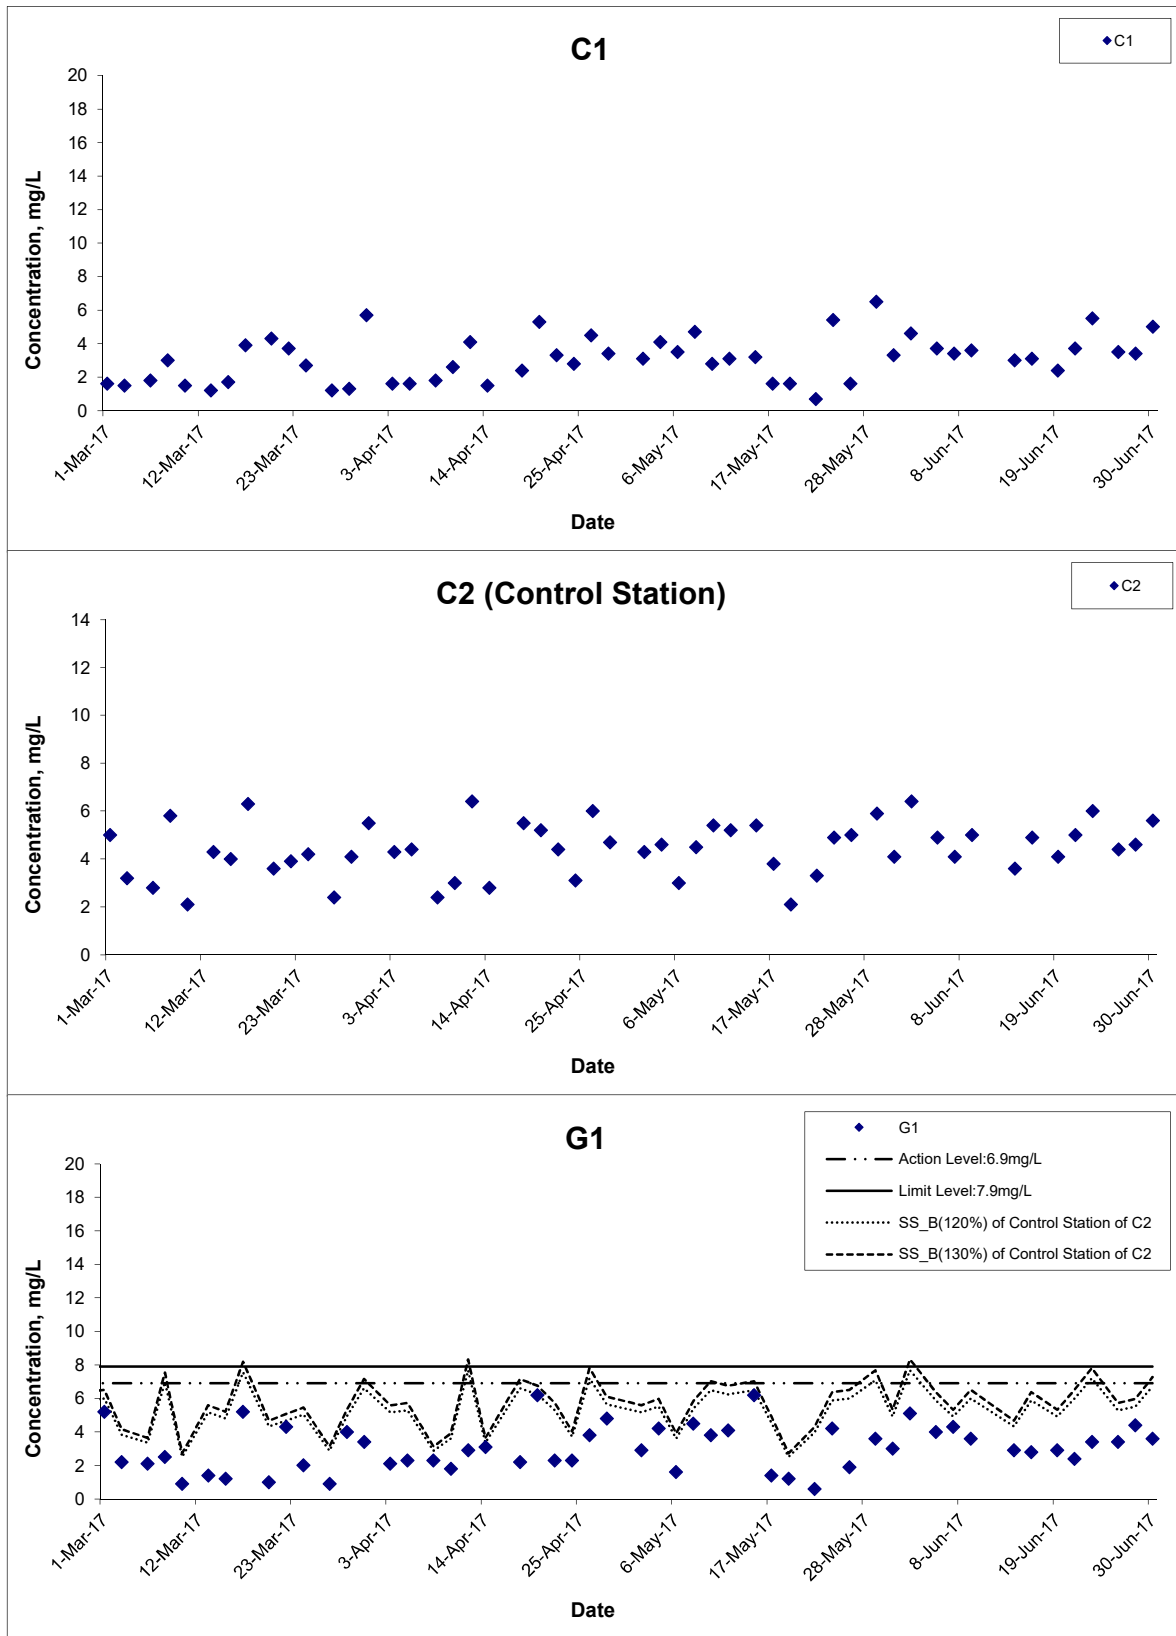 C1
C1
Concentration, mg/L
20
18
16
14
12
10
8
6
4
2
0
1-Mar-17
12-Mar-17
23-Mar-17
3-Apr-17
14-Apr-17
25-Apr-17
6-May-17
17-May-17
28-May-17
8-Jun-17
19-Jun-17
30-Jun-17
Date
C2 (Control Station)
C2
Concentration, mg/L
14
12
10
8
6
4
2
0
1-Mar-17
12-Mar-17
23-Mar-17
3-Apr-17
14-Apr-17
25-Apr-17
6-May-17
17-May-17
28-May-17
8-Jun-17
19-Jun-17
30-Jun-17
Date
G1
G1
Action Level:6.9mg/L
Limit Level:7.9mg/L
SS_B(120%) of Control Station of C2
SS_B(130%) of Control Station of C2
Concentration, mg/L
20
18
16
14
12
10
8
6
4
2
0
1-Mar-17
12-Mar-17
23-Mar-17
3-Apr-17
14-Apr-17
25-Apr-17
6-May-17
17-May-17
28-May-17
8-Jun-17
19-Jun-17
30-Jun-17
Date